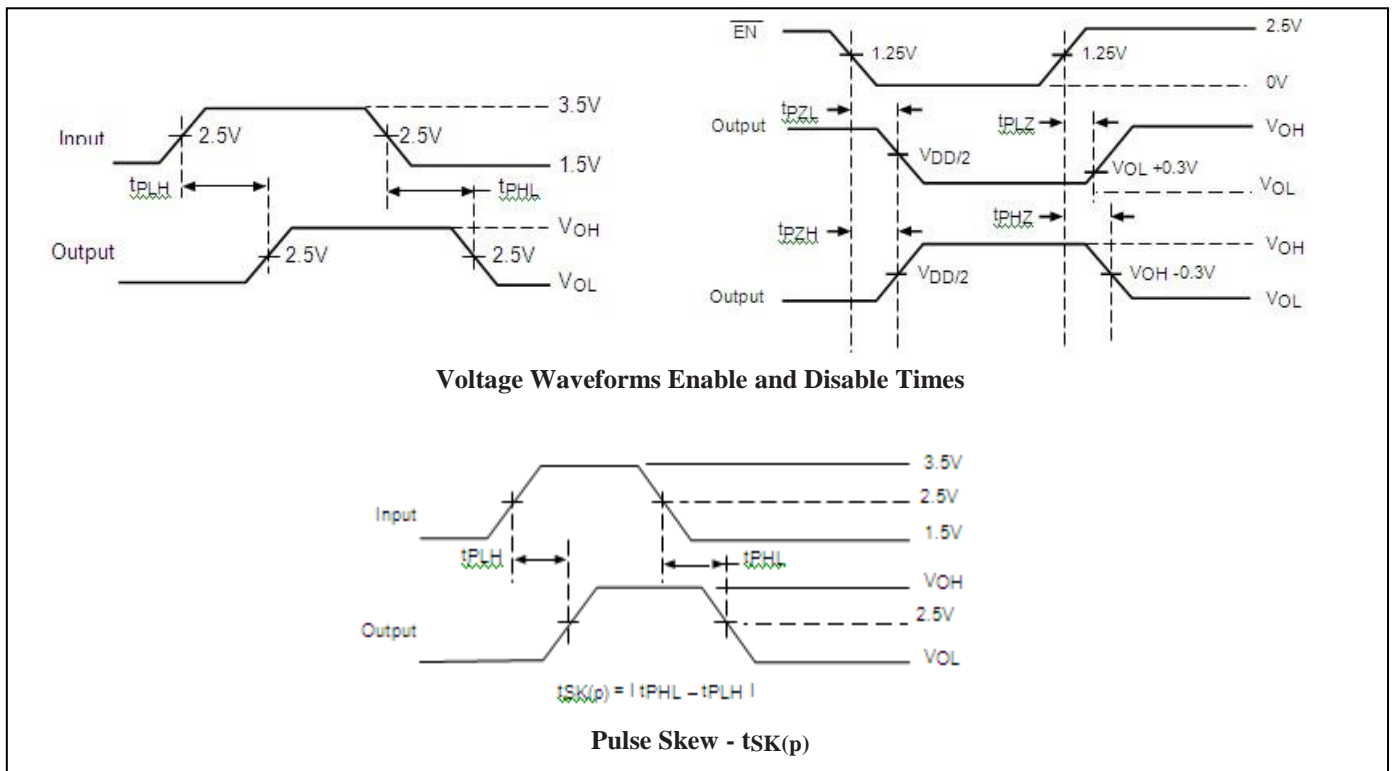 Input
2.5V
2.5V
3.5V
1.5V
tPLH
tPHL
Output
2.5V
2.5V
VOH
VOL
EN
1.25V
1.25V
2.5V
0V
Output
tPZL
VDD/2
tPLZ
VOL +0.3V
VOH
VOL
tPZH
tPHZ
Output
VDD/2
VOH -0.3V
VOH
VOL
Voltage Waveforms Enable and Disable Times
Input
3.5V
2.5V
1.5V
tPLH
tPHL
Output
VOH
2.5V
VOL
tSK(p) = | tPHL – tPLH |
Pulse Skew - tSK(p)